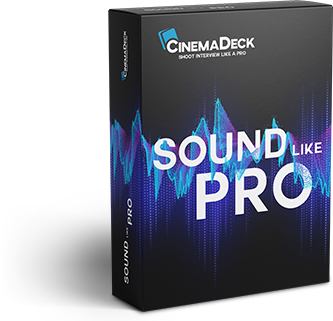 CINEMADECK
SHOOT INTERVIEW LIKE A PRO
SOUND LIKE
PRO
SOUND LIKE PRO